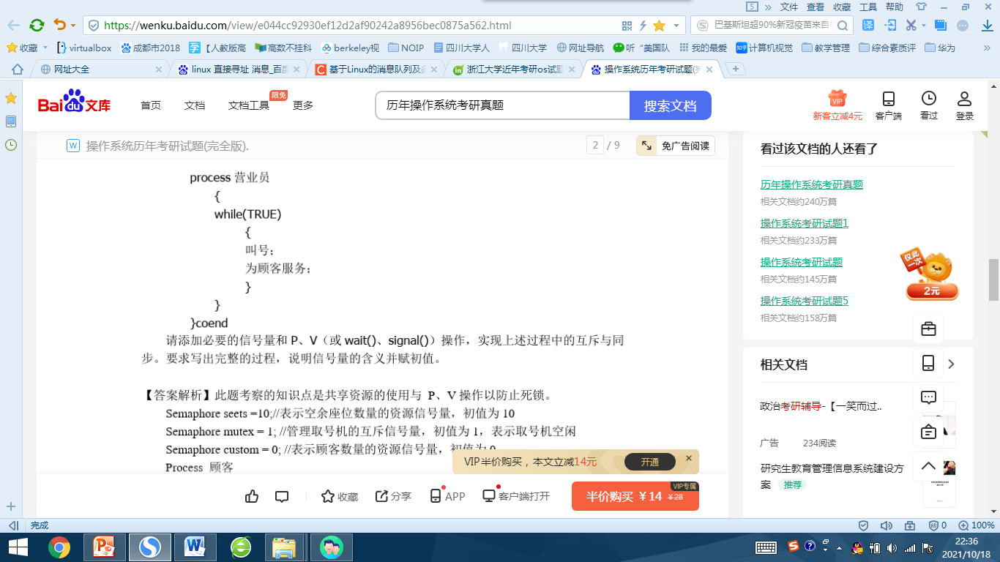 5 » 文件 查看 收藏 工具 帮助
https://wenku.baidu.com/view/e044cc92930ef12d2af90242a8956bec0875a562.html
巴基斯坦超90%新冠疫苗来自中
收藏 virtualbox 成都市2018 【人教版高 高数不挂科 berkeley视 NOIP 四川大学人 四川大学 网址导航 听“美国队 我的最爱 计算机视觉 教学管理 综合素质评 华为 »
网址大全 linux 直接寻址 消息_百度 基于Linux的消息队列及多 浙江大学近年考研os试题 操作系统历年考研试题(完
Bai du 文库 首页 文档 文档工具 限免 更多
历年操作系统考研真题 搜索文档
VIP 新客立减4元 客户端 看过 登录
W 操作系统历年考研试题(完全版). 2 / 9 免广告阅读
process 营业员
{
while(TRUE)
{
叫号;
为顾客服务;
}
}
}coend
请添加必要的信号量和 P、V（或 wait()、signal()）操作，实现上述过程中的互斥与同
步。要求写出完整的过程，说明信号量的含义并赋初值。
【答案解析】此题考察的知识点是共享资源的使用与 P、V 操作以防止死锁。
Semaphore seets =10;//表示空余座位数量的资源信号量，初值为 10
Semaphore mutex = 1; //管理取号机的互斥信号量，初值为 1，表示取号机空闲
Semaphore custom = 0; //表示顾客数量的资源信号量，初值为 0
Process 顾客
VIP半价购买，本文立减14元 开通 ×
收藏 分享 APP 客户端打开 半价购买 ￥14 ￥28 VIP专属
看过该文档的人还看了
历年操作系统考研真题
相关文档约240万篇
操作系统考研试题1
相关文档约233万篇
操作系统考研试题
相关文档约145万篇
操作系统考研试题5
相关文档约158万篇
仅此一次
2元
相关文档
政治考研辅导-【一笑而过..
广告 234阅读
研究生教育管理信息系统建设方
案 推荐
完成 0 100%
22:36
2021/10/18